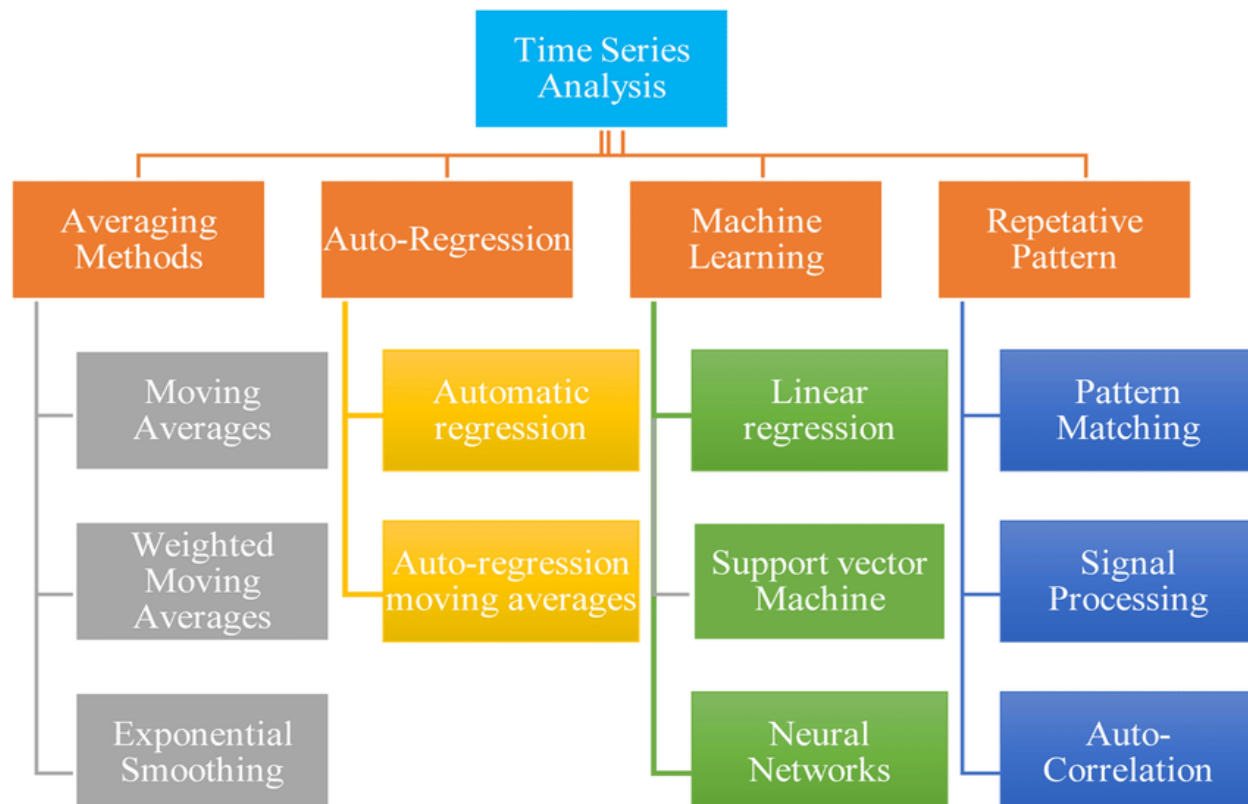 Time Series
Analysis
Averaging
Methods
Auto-Regression
Machine
Learning
Repetative
Pattern
Moving
Averages
Automatic
regression
Linear
regression
Pattern
Matching
Weighted
Moving
Averages
Auto-regression
moving averages
Support vector
Machine
Signal
Processing
Exponential
Smoothing
Neural
Networks
Auto-
Correlation